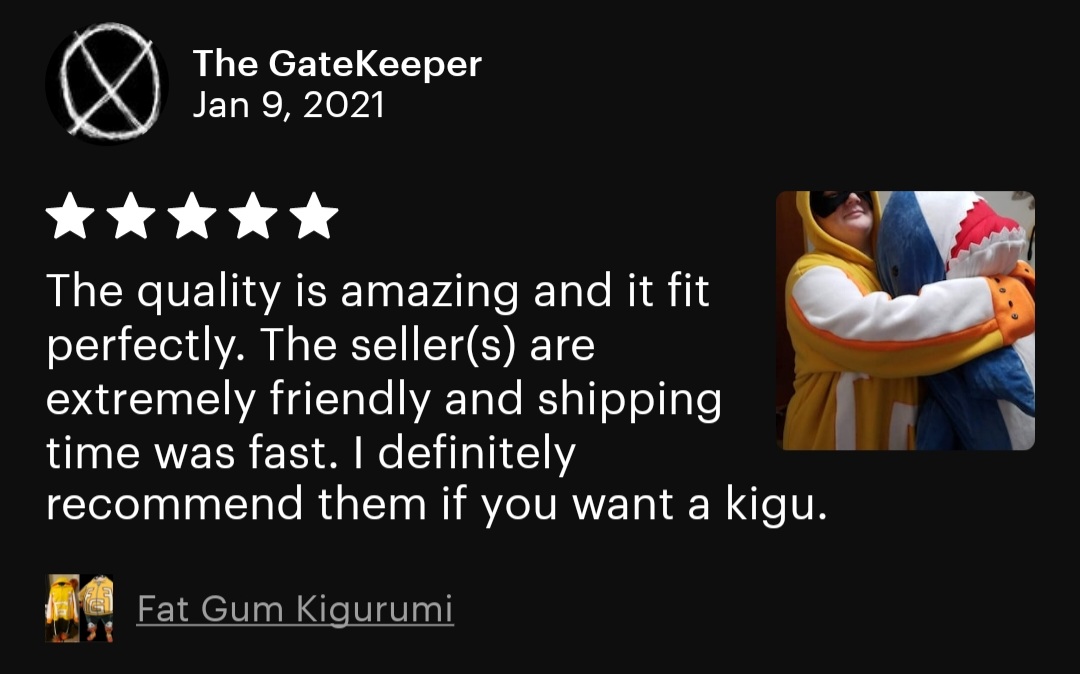 The GateKeeper
Jan 9, 2021
The quality is amazing and it fit
perfectly. The seller(s) are
extremely friendly and shipping
time was fast. I definitely
recommend them if you want a kigu.
Fat Gum Kigurumi